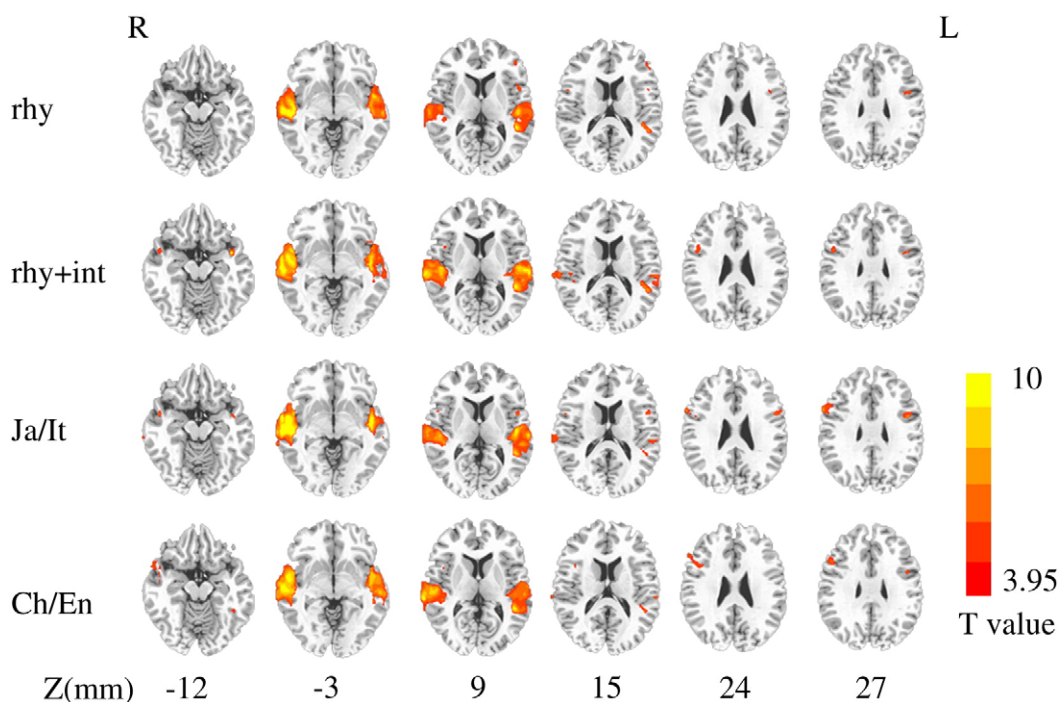 R L
rhy
rhy+int
Ja/It
10
Ch/En
3.95
T value
Z(mm) -12 -3 9 15 24 27